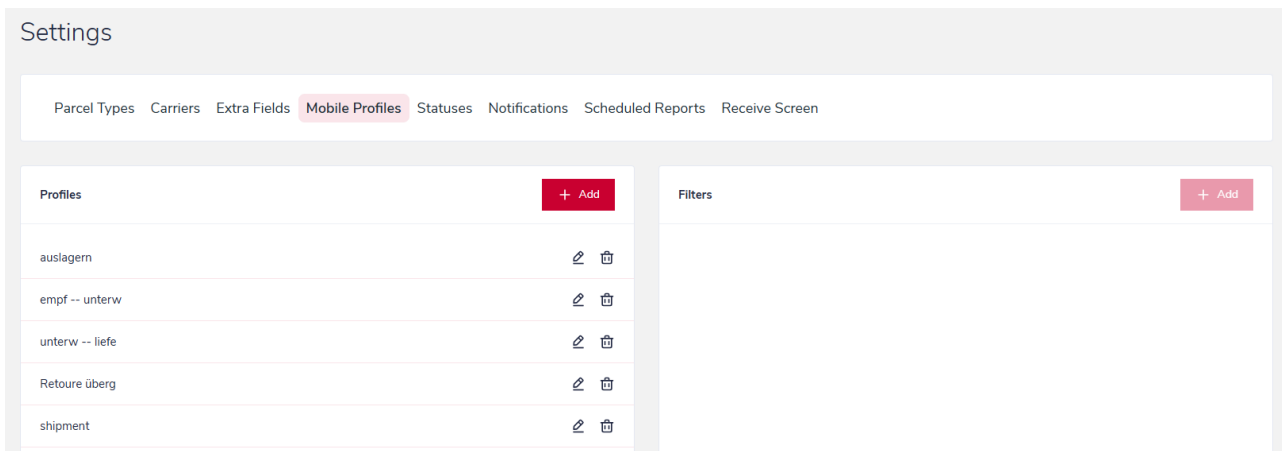 Settings
Parcel Types Carriers Extra Fields Mobile Profiles Statuses Notifications Scheduled Reports Receive Screen
Profiles + Add
Filters + Add
auslagern
empf -- unterw
unterw -- liefe
Retoure überg
shipment